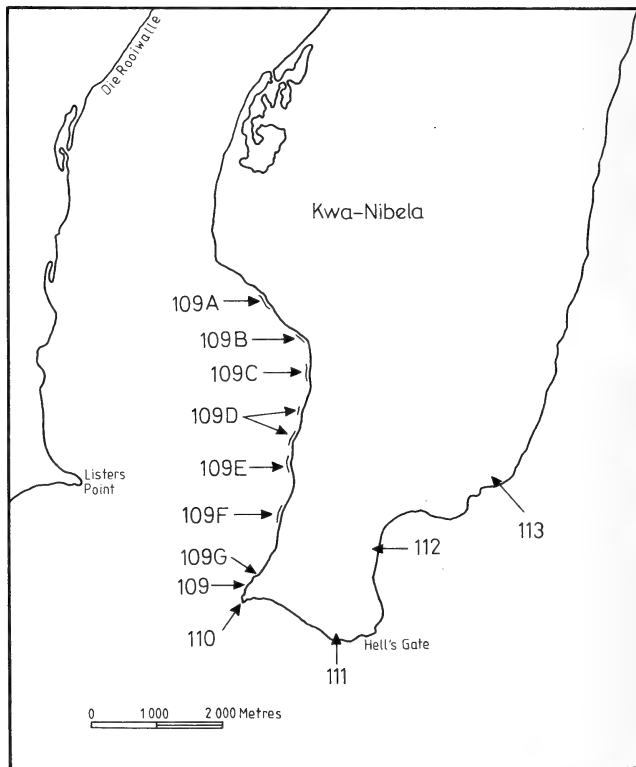 Die Rooiwalle
Kwa-Nibela
109A
109B
109C
109D
109E
Listers
Point
109F
113
112
109G
109
110
Hell's Gate
111
0 1 000 2 000 Metres